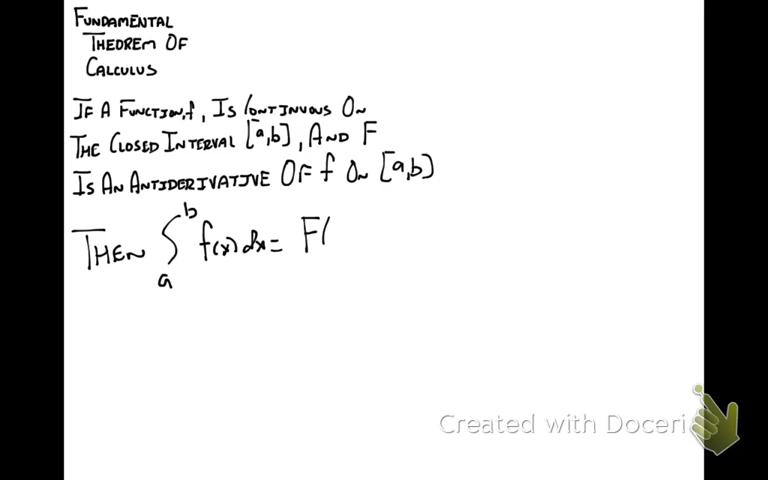 FUNDAMENTAL
THEOREM OF
CALCULUS
IF A FUNCTION, f, IS CONTINUOUS ON
THE CLOSED INTERVAL [a,b], AND F
IS AN ANTIDERIVATIVE OF f ON [a,b]
THEN ∫_a^b f(x) dx = F(
Created with Doceri